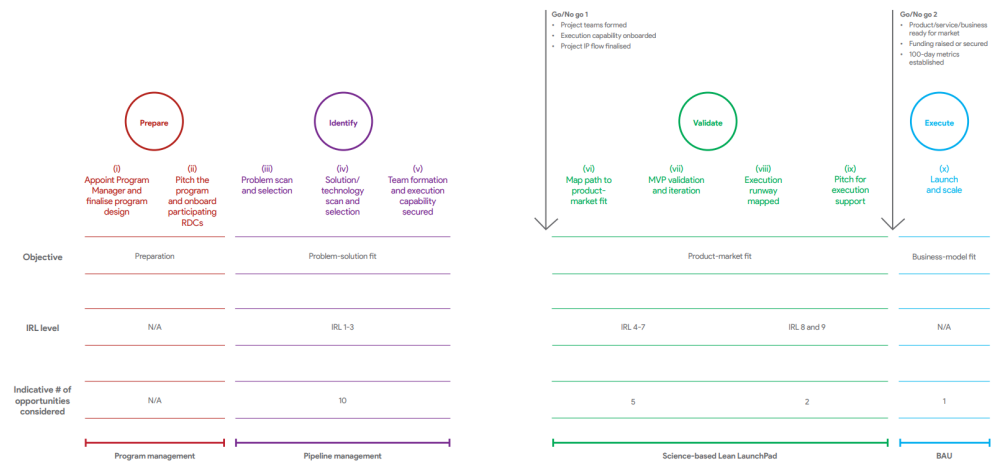 Go/No go 1
• Project teams formed
• Execution capability onboarded
• Project IP flow finalised
Go/No go 2
• Product/service/business
ready for market
• Funding raised or secured
• 100-day metrics
established
Prepare
Identify
Validate
Execute
(i)
Appoint Program
Manager and
finalise program
design
(ii)
Pitch the
program
and onboard
participating
RDCs
(iii)
Problem scan
and selection
(iv)
Solution/
technology
scan and
selection
(v)
Team formation
and execution
capability
secured
(vi)
Map path to
product-
market fit
(vii)
MVP validation
and iteration
(viii)
Execution
runway
mapped
(ix)
Pitch for
execution
support
(x)
Launch
and scale
Objective
Preparation
Problem-solution fit
Product-market fit
Business-model fit
IRL level
N/A
IRL 1-3
IRL 4-7
IRL 8 and 9
N/A
Indicative # of
opportunities
considered
N/A
10
5
2
1
Program management
Pipeline management
Science-based Lean LaunchPad
BAU